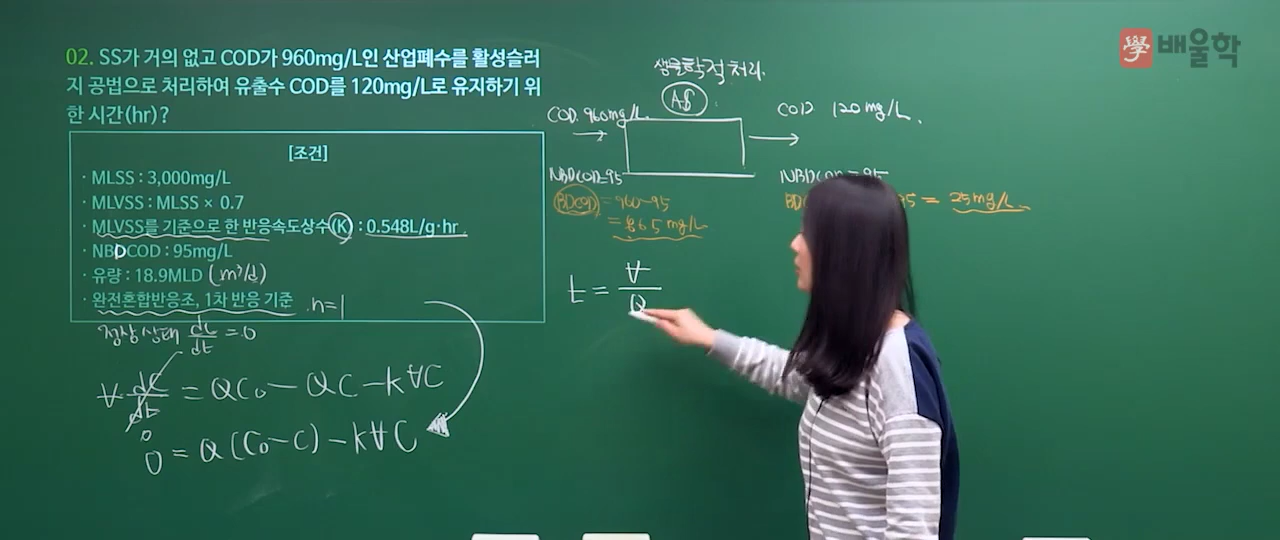 學 배울학
02. SS가 거의 없고 COD가 960mg/L인 산업폐수를 활성슬러
지 공법으로 처리하여 유출수 COD를 120mg/L로 유지하기 위
한 시간(hr)?
[조건]
· MLSS : 3,000mg/L
· MLVSS : MLSS × 0.7
· MLVSS를 기준으로 한 반응속도상수(K) : 0.548L/g·hr
· NBDCOD : 95mg/L
· 유량 : 18.9MLD (m³/d)
· 완전혼합반응조, 1차 반응 기준 n=1
정상상태 dC/dt = 0
∀ dC/dt = QC₀ - QC - k∀C
0
0 = Q(C₀-C) - k∀C
생물학적 처리.
A.S
COD. 960mg/L.
COD 120mg/L.
NBDCOD=95
NBDCOD=95
BDCOD = 960-95
= 865mg/L
BD 95 = 25mg/L
t = ∀/Q